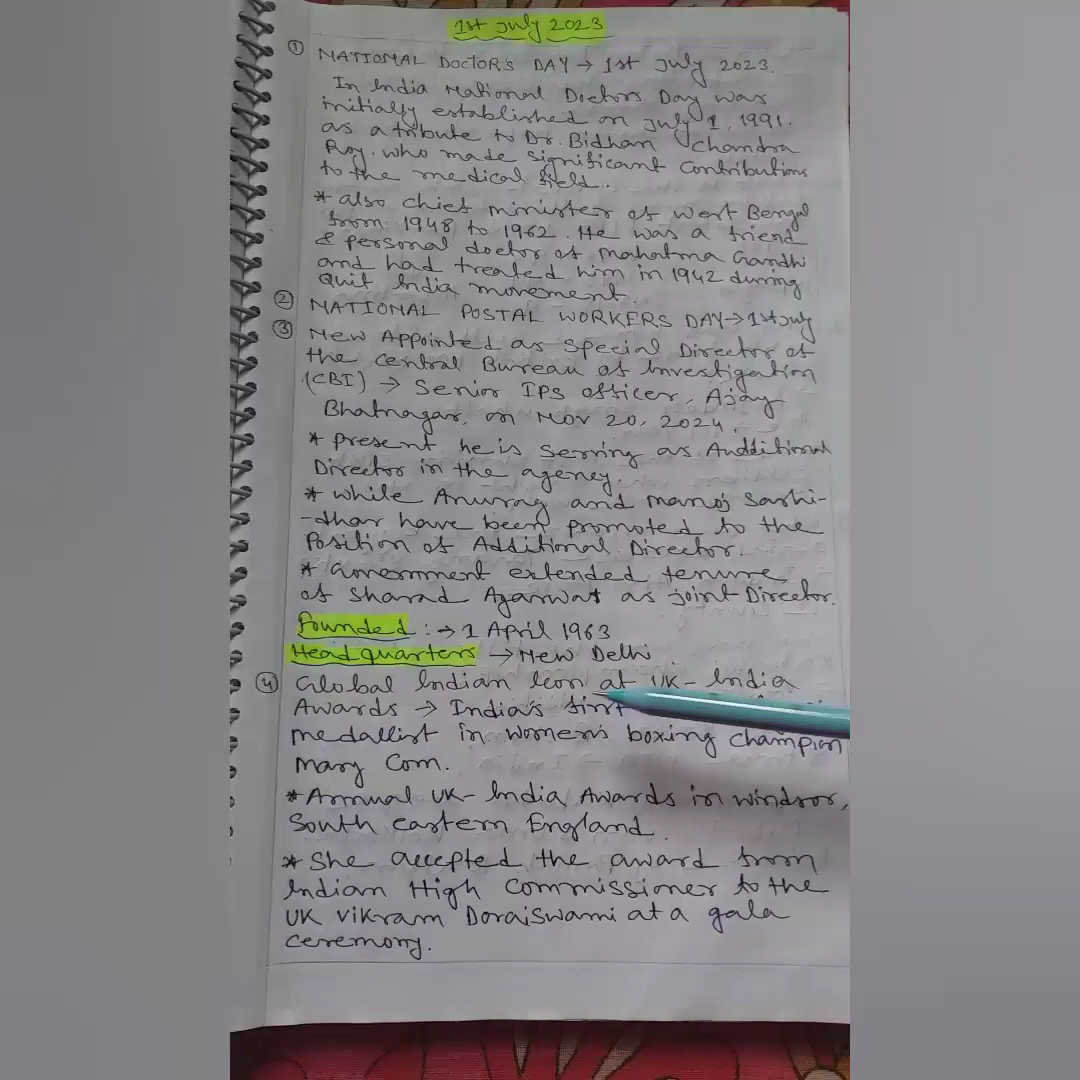 1st July 2023
① NATIONAL DOCTOR'S DAY → 1st July 2023.
In India National Doctors Day was
initially established on July 1, 1991.
as a tribute to Dr. Bidhan Chandra
Roy, who made significant contributions
to the medical field.
* also chief minister of West Bengal
from 1948 to 1962. He was a friend
& personal doctor of Mahatma Gandhi
and had treated him in 1942 during
Quit India movement.
② NATIONAL POSTAL WORKERS DAY → 1st July
③ New Appointed as Special Director of
the Central Bureau of Investigation
(CBI) → Senior IPS officer, Ajay
Bhatnagar, on Nov 20, 2024.
* present he is serving as Audditional
Director in the agency.
* While Anurag and Manoj Sashi-
-dhar have been promoted to the
Position of Additional Director.
* Government extended tenure
of Sharad Agarwal as joint Director.
Founded : → 1 April 1963
Headquarters → New Delhi
④ Global Indian Icon at UK - India
Awards → India's first
medallist in women's boxing champion
Mary Com.
* Annual UK - India Awards in windsor,
South eastern England.
* She accepted the award from
Indian High Commissioner to the
UK Vikram Doraiswami at a gala
ceremony.